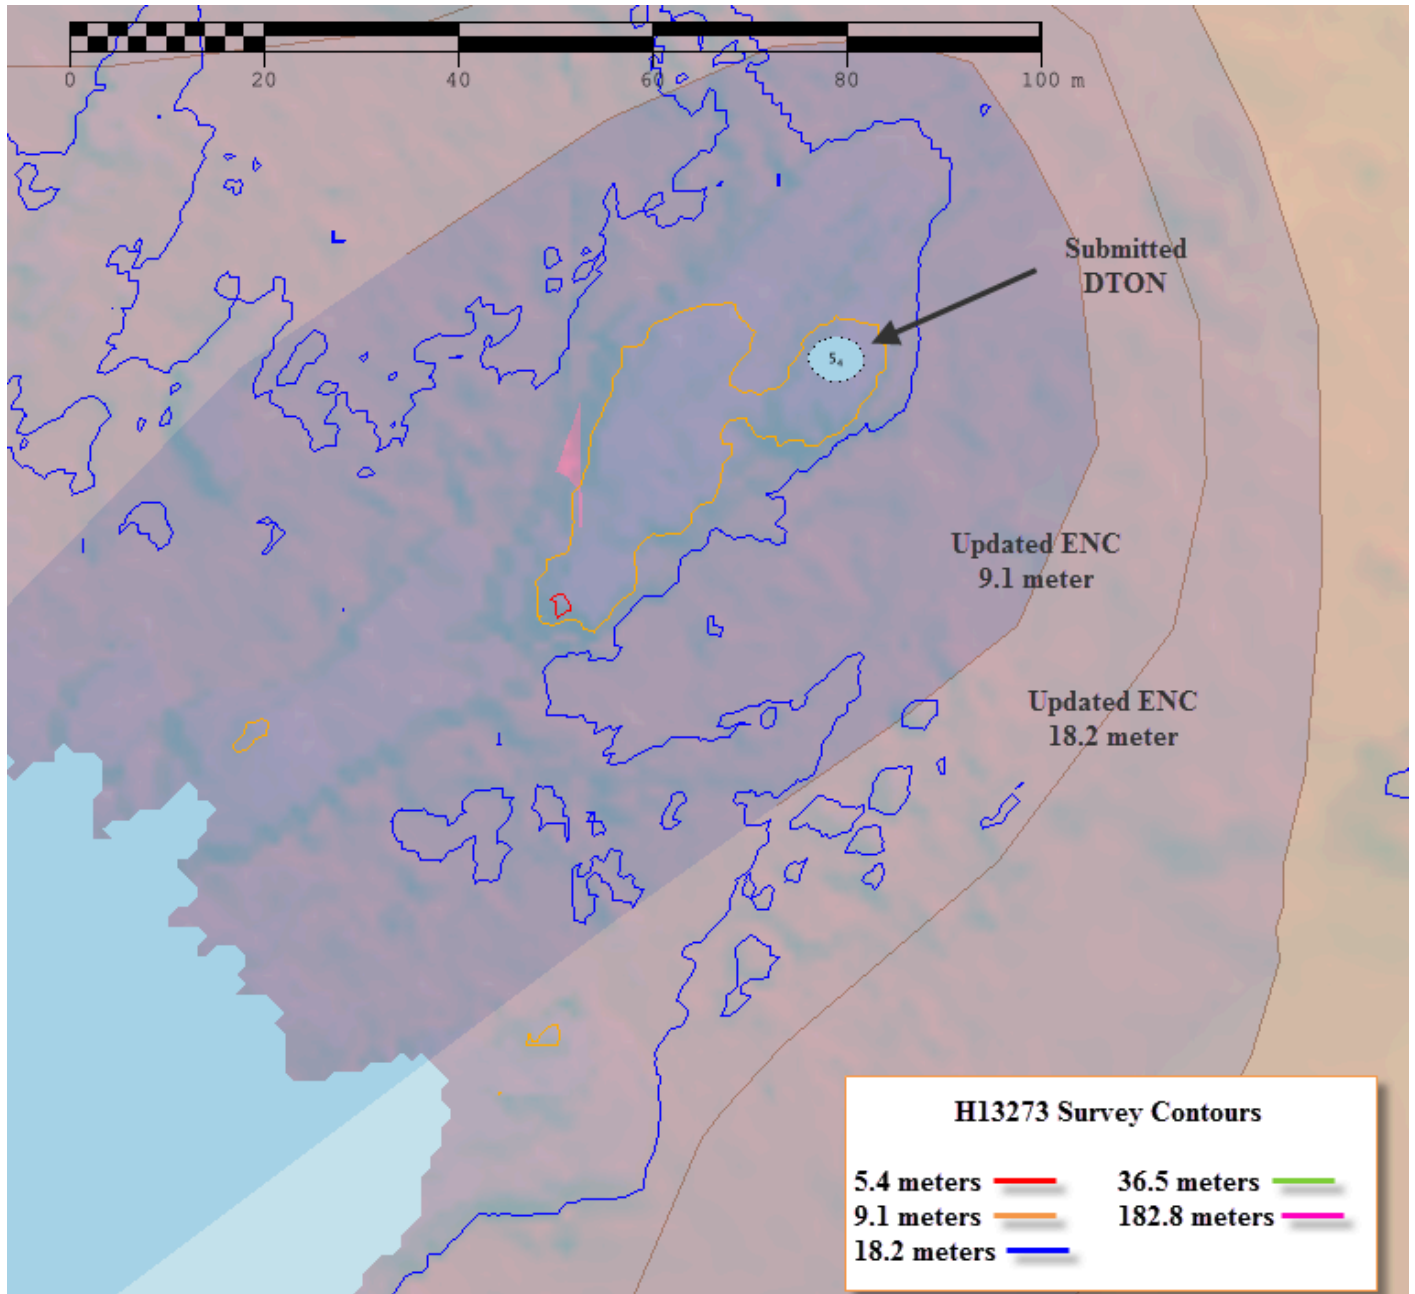 0 20 40 60 80 100 m
Submitted
DTON
5₄
Updated ENC
9.1 meter
Updated ENC
18.2 meter
H13273 Survey Contours
5.4 meters 36.5 meters
9.1 meters 182.8 meters
18.2 meters